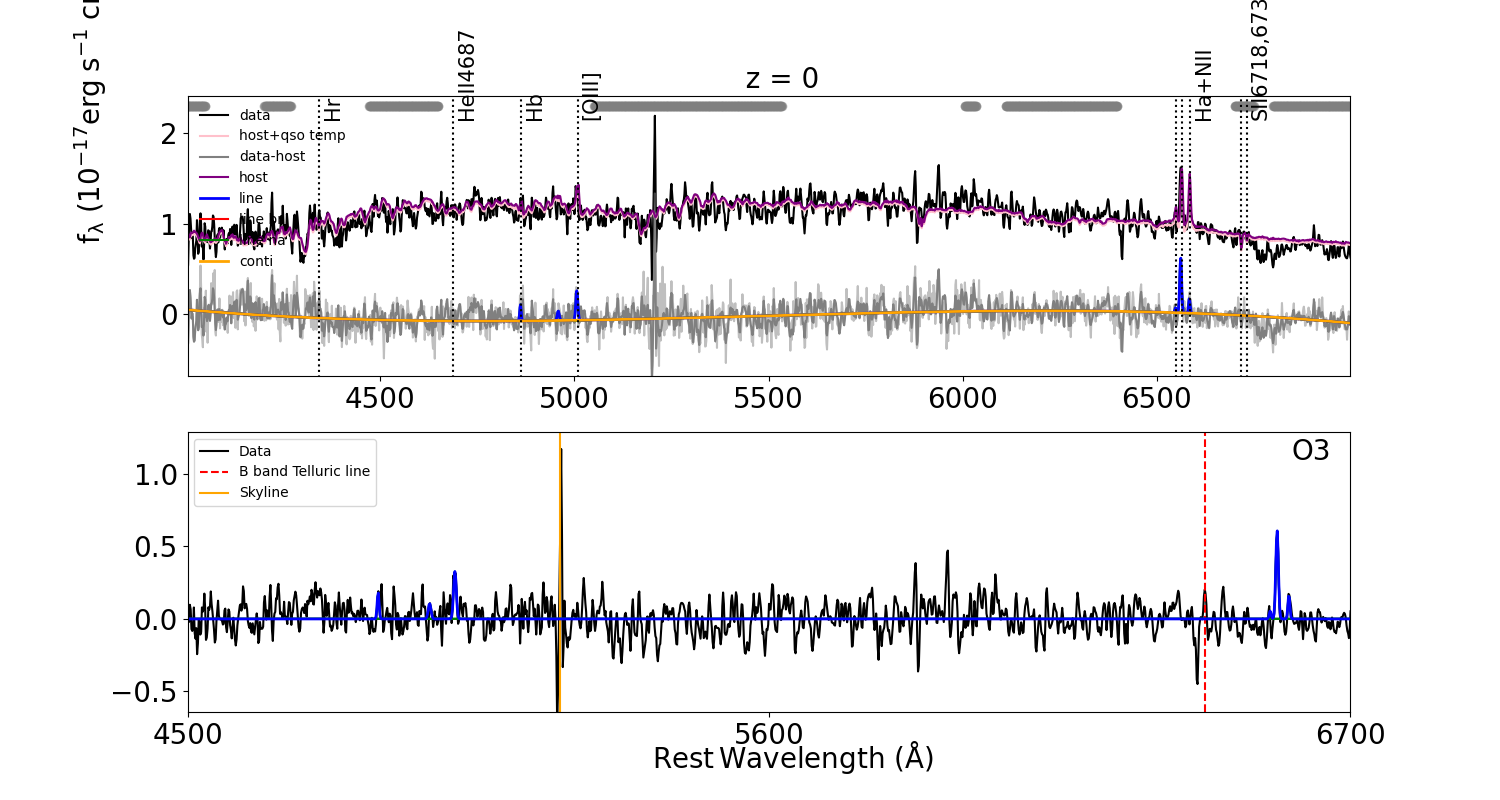 z = 0
Hr
HeII4687
Hb
[OIII]
Ha+NII
SII6718,673
f_λ (10^−17 erg s^−1 c
data
host+qso temp
data-host
host
line
conti
2
1
0
4500
5000
5500
6000
6500
Data
B band Telluric line
Skyline
O3
1.0
0.5
0.0
−0.5
4500
5600
6700
Rest Wavelength (Å)